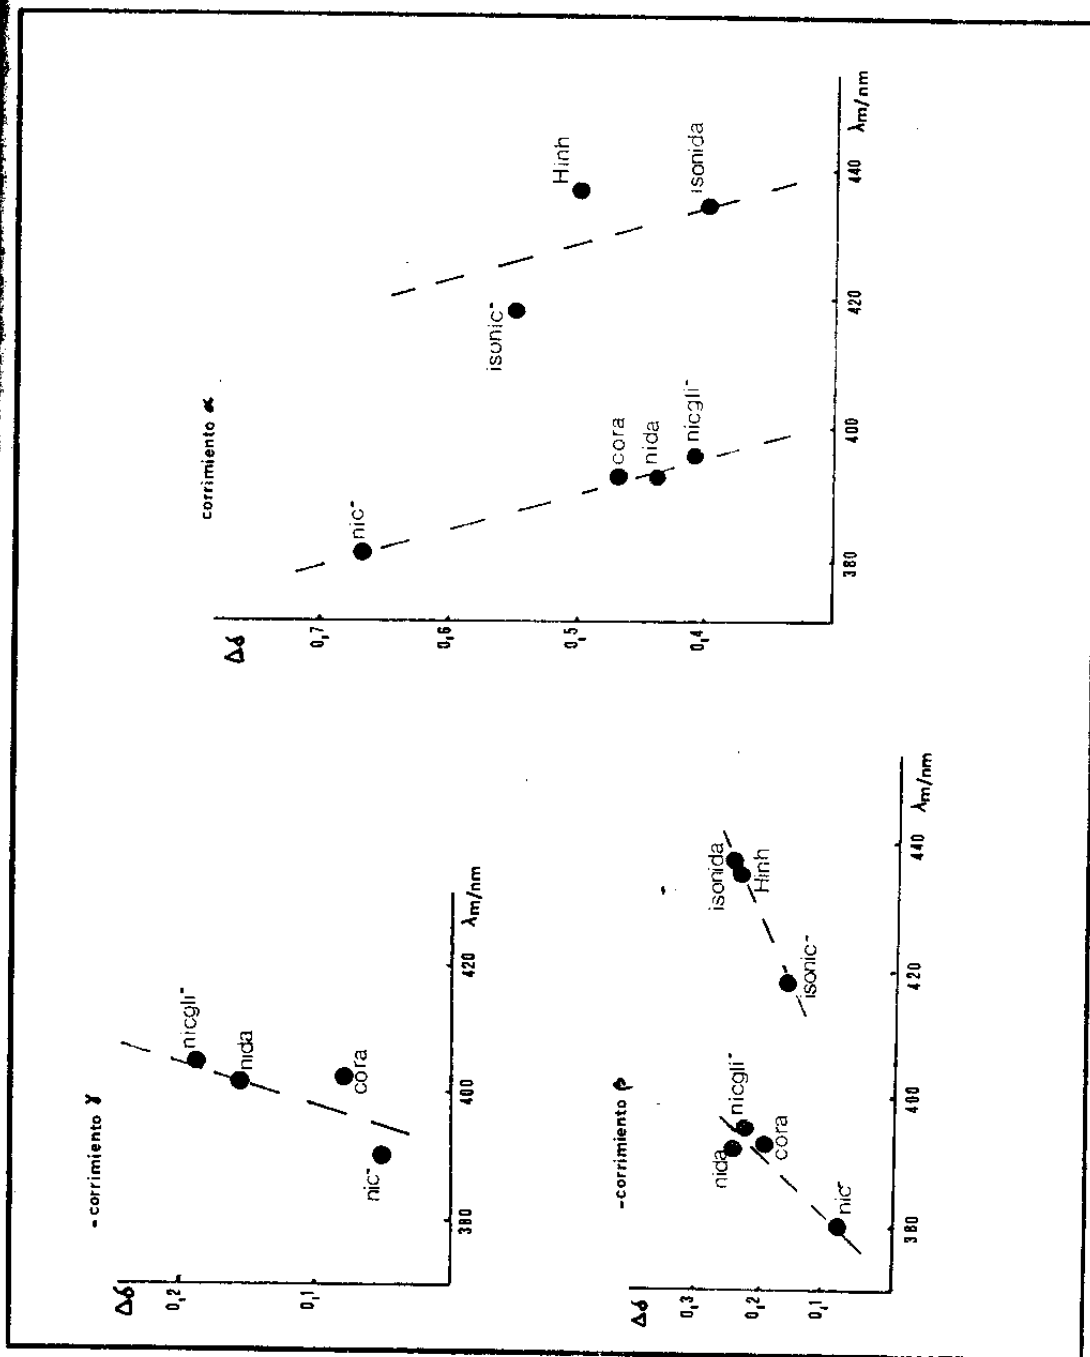 -corrimiento γ
Δδ
0,2
0,1
nicgli⁻
nida
cora
nic⁻
380
400
420
λm/nm
corrimiento α
Δδ
0,7
0,6
0,5
0,4
nic⁻
cora
nida
nicgli⁻
isonic⁻
Hinh
isonida
380
400
420
440
λm/nm
-corrimiento β
Δδ
0,3
0,2
0,1
nida
nicgli⁻
cora
nic⁻
isonida
Hinh
isonic⁻
380
400
420
440
λm/nm